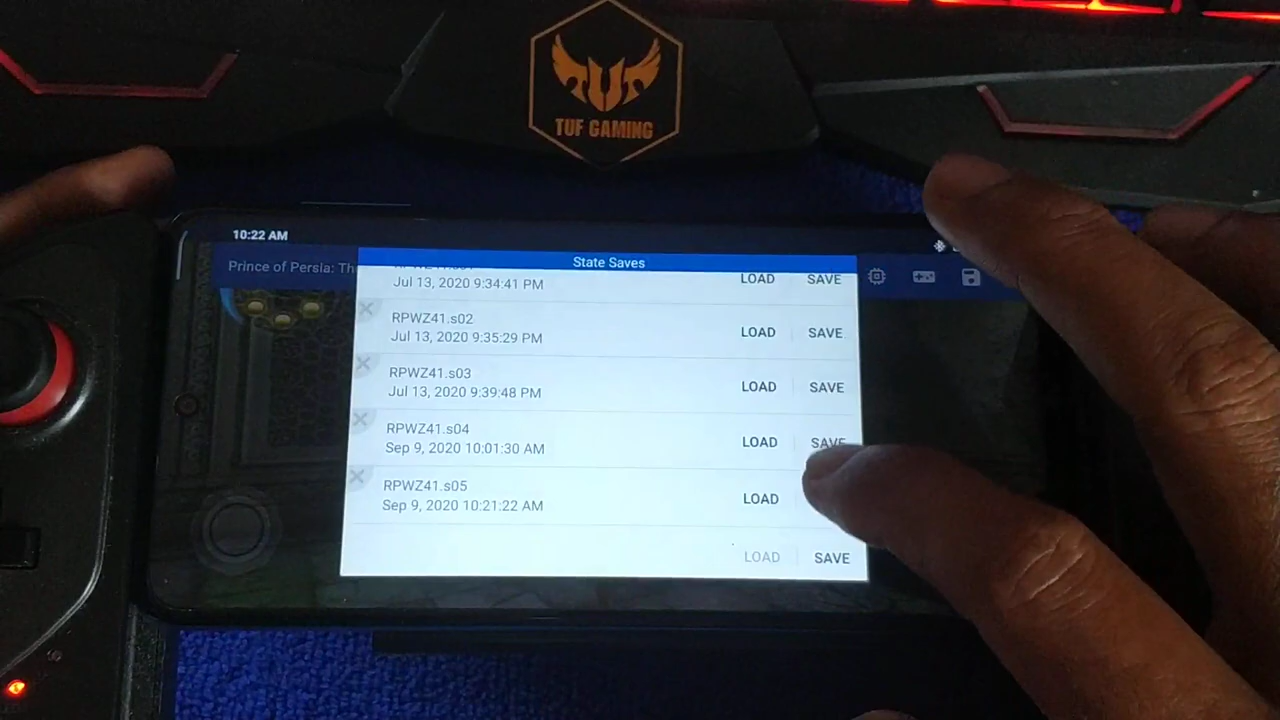 TUF GAMING
10:22 AM
Prince of Persia: Th
State Saves
Jul 13, 2020 9:34:41 PM
LOAD
SAVE
RPWZ41.s02
Jul 13, 2020 9:35:29 PM
LOAD
SAVE
RPWZ41.s03
Jul 13, 2020 9:39:48 PM
LOAD
SAVE
RPWZ41.s04
Sep 9, 2020 10:01:30 AM
LOAD
SAVE
RPWZ41.s05
Sep 9, 2020 10:21:22 AM
LOAD
LOAD
SAVE